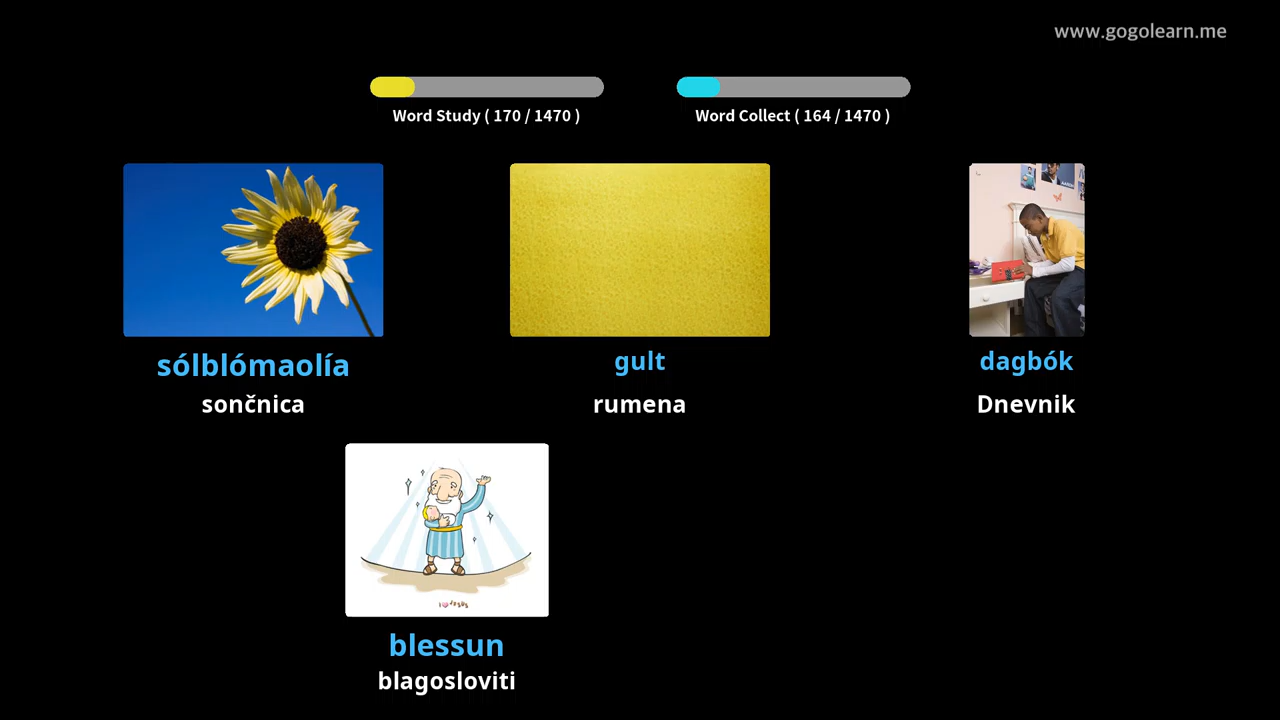 www.gogolearn.me
Word Study ( 170 / 1470 )
Word Collect ( 164 / 1470 )
sólblómaolía
gult
dagbók
sončnica
rumena
Dnevnik
blessun
blagosloviti